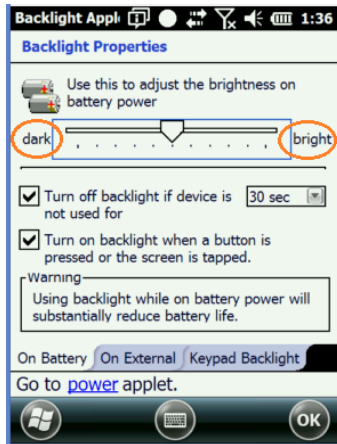 Backlight Appl 1:36
Backlight Properties
Use this to adjust the brightness on
battery power
dark bright
Turn off backlight if device is 30 sec
not used for
Turn on backlight when a button is
pressed or the screen is tapped.
Warning
Using backlight while on battery power will
substantially reduce battery life.
On Battery On External Keypad Backlight
Go to power applet.
OK